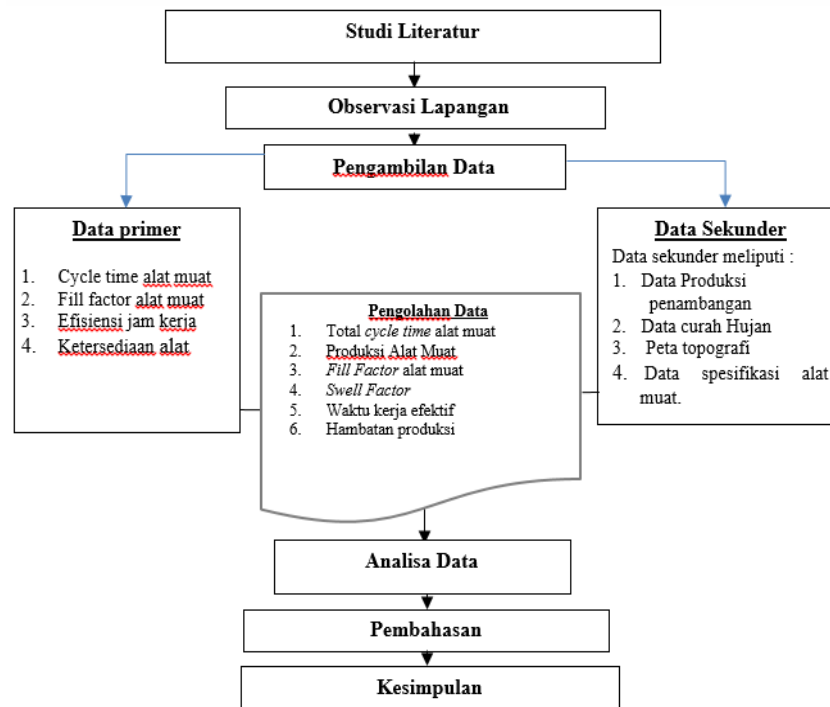 Studi Literatur
Observasi Lapangan
Pengambilan Data
Data primer
1. Cycle time alat muat
2. Fill factor alat muat
3. Efisiensi jam kerja
4. Ketersediaan alat
Pengolahan Data
1. Total cycle time alat muat
2. Produksi Alat Muat
3. Fill Factor alat muat
4. Swell Factor
5. Waktu kerja efektif
6. Hambatan produksi
Data Sekunder
Data sekunder meliputi :
1. Data Produksi
penambangan
2. Data curah Hujan
3. Peta topografi
4. Data spesifikasi alat
muat.
Analisa Data
Pembahasan
Kesimpulan